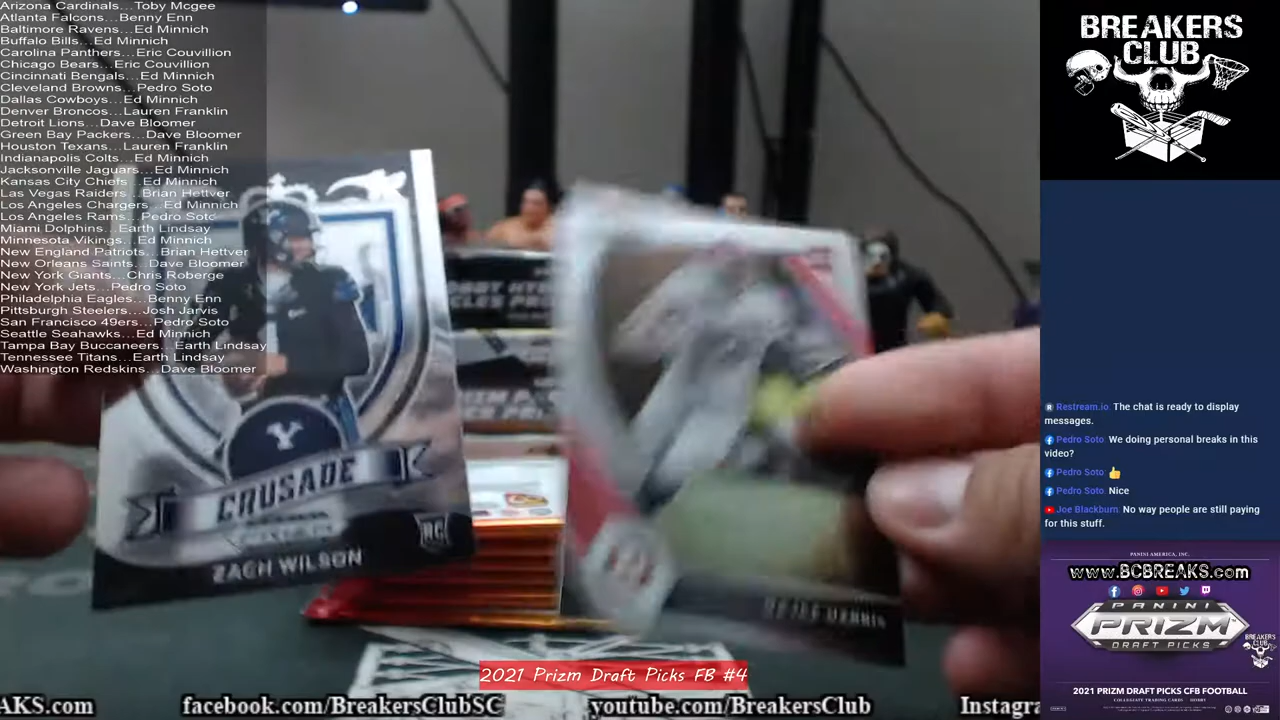 Arizona Cardinals...Toby Mcgee
Atlanta Falcons...Benny Enn
Baltimore Ravens...Ed Minnich
Buffalo Bills...Ed Minnich
Carolina Panthers...Eric Couvillion
Chicago Bears...Eric Couvillion
Cincinnati Bengals...Ed Minnich
Cleveland Browns...Pedro Soto
Dallas Cowboys...Ed Minnich
Denver Broncos...Lauren Franklin
Detroit Lions...Dave Bloomer
Green Bay Packers...Dave Bloomer
Houston Texans...Lauren Franklin
Indianapolis Colts...Ed Minnich
Jacksonville Jaguars...Ed Minnich
Kansas City Chiefs...Ed Minnich
Las Vegas Raiders...Brian Hettver
Los Angeles Chargers...Ed Minnich
Los Angeles Rams...Pedro Soto
Miami Dolphins...Earth Lindsay
Minnesota Vikings...Ed Minnich
New England Patriots...Brian Hettver
New Orleans Saints...Dave Bloomer
New York Giants...Chris Roberge
New York Jets...Pedro Soto
Philadelphia Eagles...Benny Enn
Pittsburgh Steelers...Josh Jarvis
San Francisco 49ers...Pedro Soto
Seattle Seahawks...Ed Minnich
Tampa Bay Buccaneers...Earth Lindsay
Tennessee Titans...Earth Lindsay
Washington Redskins...Dave Bloomer
Y
CRUSADE
RC
ZACH WILSON
2021 Prizm Draft Picks FB #4
AKS.com facebook.com/BreakersClubLLC youtube.com/BreakersClub Instagra
BREAKERS
CLUB
Restream.io: The chat is ready to display
messages.
Pedro Soto: We doing personal breaks in this
video?
Pedro Soto: 👍
Pedro Soto: Nice
Joe Blackburn: No way people are still paying
for this stuff.
PANINI AMERICA, INC.
www.BCBREAKS.com
PANINI
PRIZM
DRAFT PICKS
BREAKERS
CLUB
2021 PRIZM DRAFT PICKS CFB FOOTBALL
COLLEGIATE TRADING CARDS · HOBBY